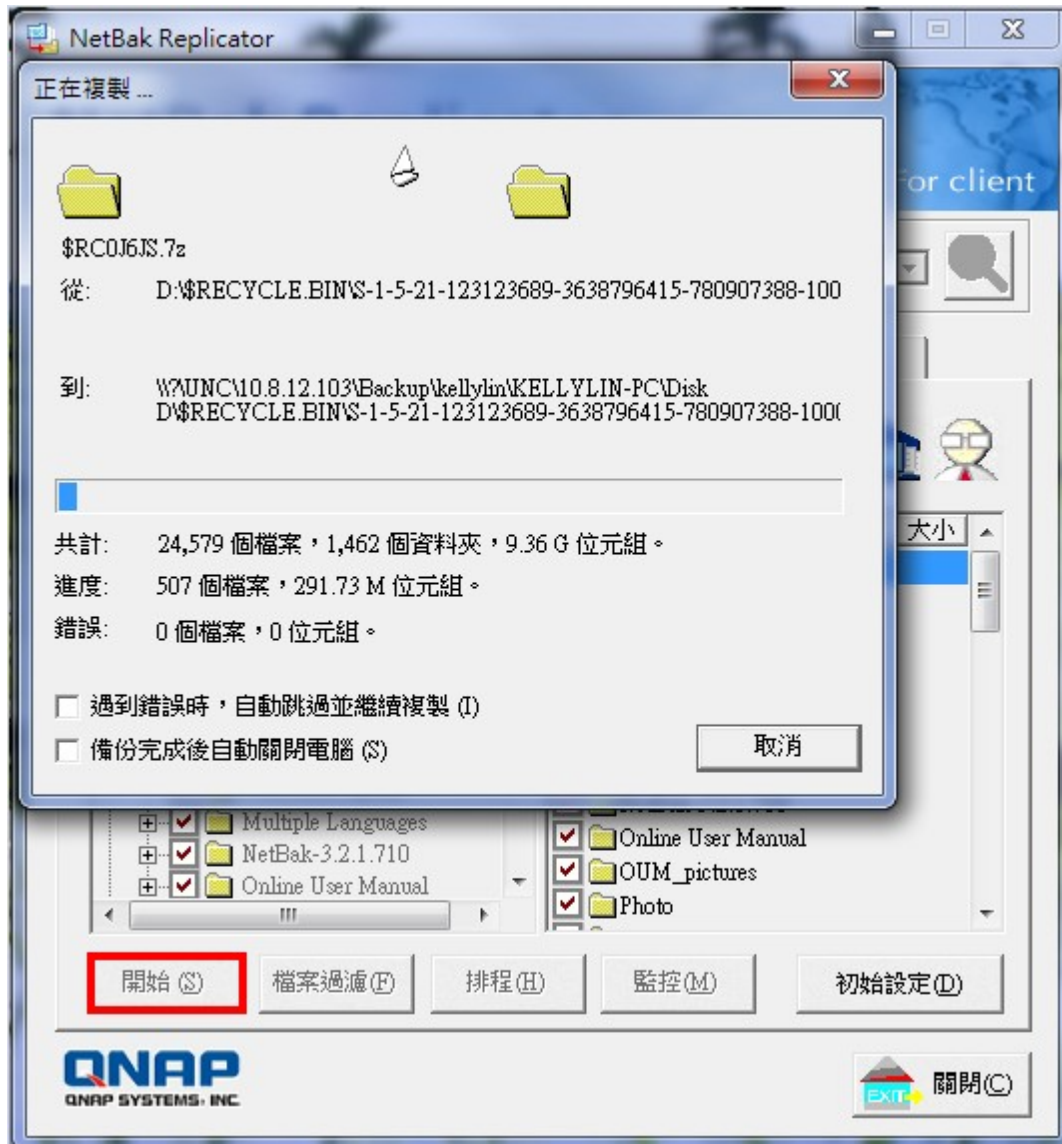 NetBak Replicator
正在複製 ...
For client
$RC0J6JS.7z
從: D:\$RECYCLE.BIN\S-1-5-21-123123689-3638796415-780907388-100
到: \\?\UNC\10.8.12.103\Backup\kellylin\KELLYLIN-PC\Disk
D\$RECYCLE.BIN\S-1-5-21-123123689-3638796415-780907388-100(
大小
共計: 24,579 個檔案，1,462 個資料夾，9.36 G 位元組。
進度: 507 個檔案，291.73 M 位元組。
錯誤: 0 個檔案，0 位元組。
遇到錯誤時，自動跳過並繼續複製 (I)
備份完成後自動關閉電腦 (S)
取消
Multiple Languages
NetBak-3.2.1.710
Online User Manual
Online User Manual
OUM_pictures
Photo
開始 (S) 檔案過濾(F) 排程(H) 監控(M) 初始設定(D)
QNAP
QNAP SYSTEMS, INC.
EXIT 關閉(C)